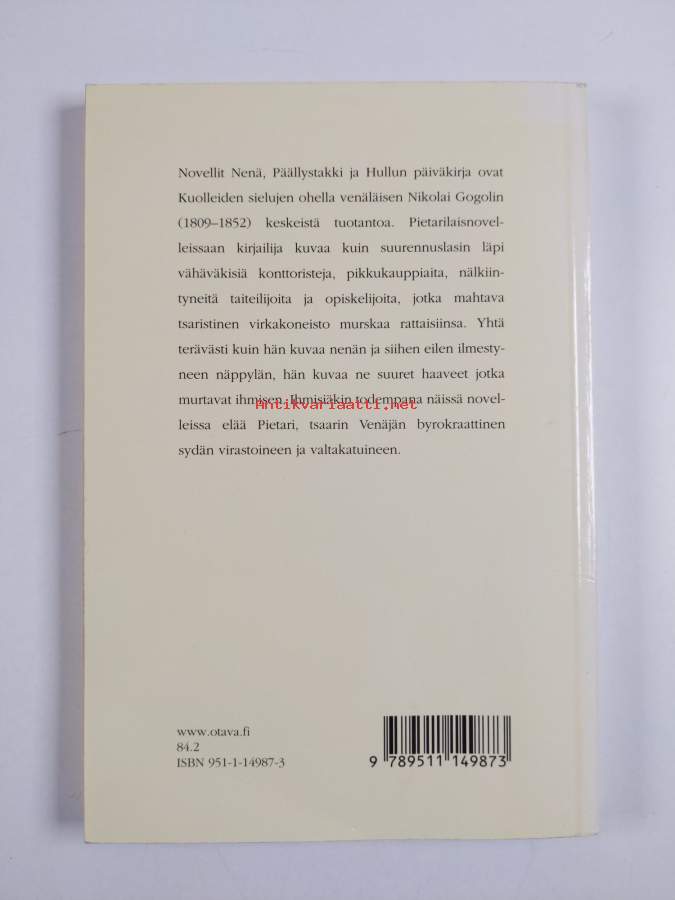 Novellit Nenä, Päällystakki ja Hullun päiväkirja ovat
Kuolleiden sielujen ohella venäläisen Nikolai Gogolin
(1809–1852) keskeistä tuotantoa. Pietarilaisnovel-
leissaan kirjailija kuvaa kuin suurennuslasin läpi
vähäväkisiä konttoristeja, pikkukauppiaita, nälkiin-
tyneitä taiteilijoita ja opiskelijoita, jotka mahtava
tsaristinen virkakoneisto murskaa rattaisiinsa. Yhtä
terävästi kuin hän kuvaa nenän ja siihen eilen ilmesty-
neen näppylän, hän kuvaa ne suuret haaveet jotka
murtavat ihmisen. Ihmisiäkin todempana näissä novel-
Antikvariaatti.net
leissa elää Pietari, tsaarin Venäjän byrokraattinen
sydän virastoineen ja valtakatuineen.
www.otava.fi
84.2
ISBN 951-1-14987-3
9 789511 149873